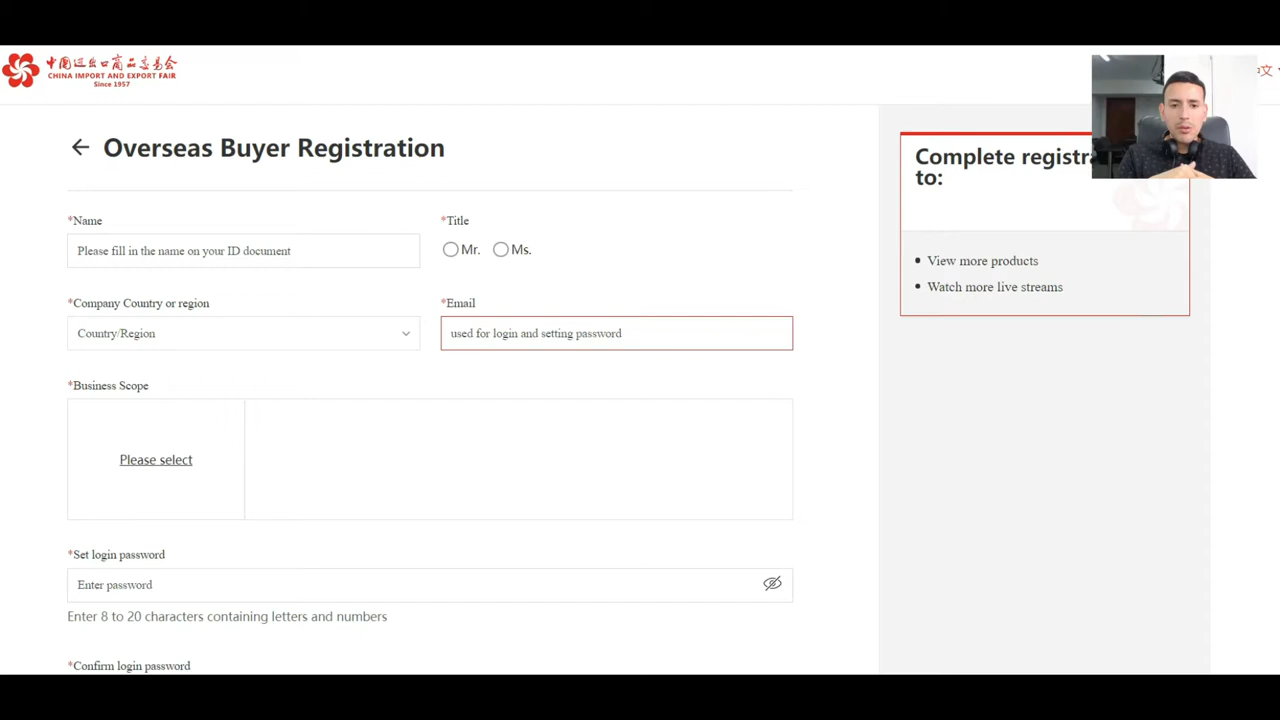 中国进出口商品交易会
CHINA IMPORT AND EXPORT FAIR
Since 1957
中文
Overseas Buyer Registration
*Name
*Title
Please fill in the name on your ID document
Mr.
Ms.
*Company Country or region
*Email
Country/Region
used for login and setting password
*Business Scope
Please select
*Set login password
Enter password
Enter 8 to 20 characters containing letters and numbers
*Confirm login password
Complete registra
to:
View more products
Watch more live streams